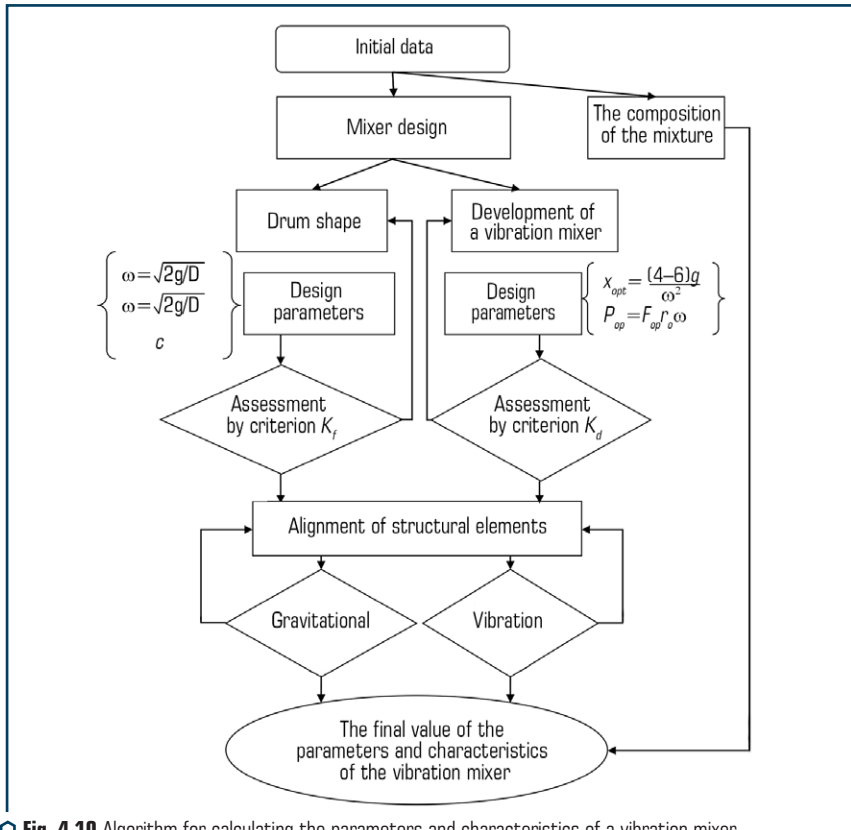 Initial data
Mixer design
The composition
of the mixture
Drum shape
Development of
a vibration mixer
ω=√2g/D
ω=√2g/D
c
Design
parameters
Design
parameters
x_opt = (4–6)g
ω²
P_op=F_op r_o ω
Assessment
by criterion K_f
Assessment
by criterion K_d
Alignment of structural elements
Gravitational
Vibration
The final value of the
parameters and characteristics
of the vibration mixer
Fig. 4.10 Algorithm for calculating the parameters and characteristics of a vibration mixer